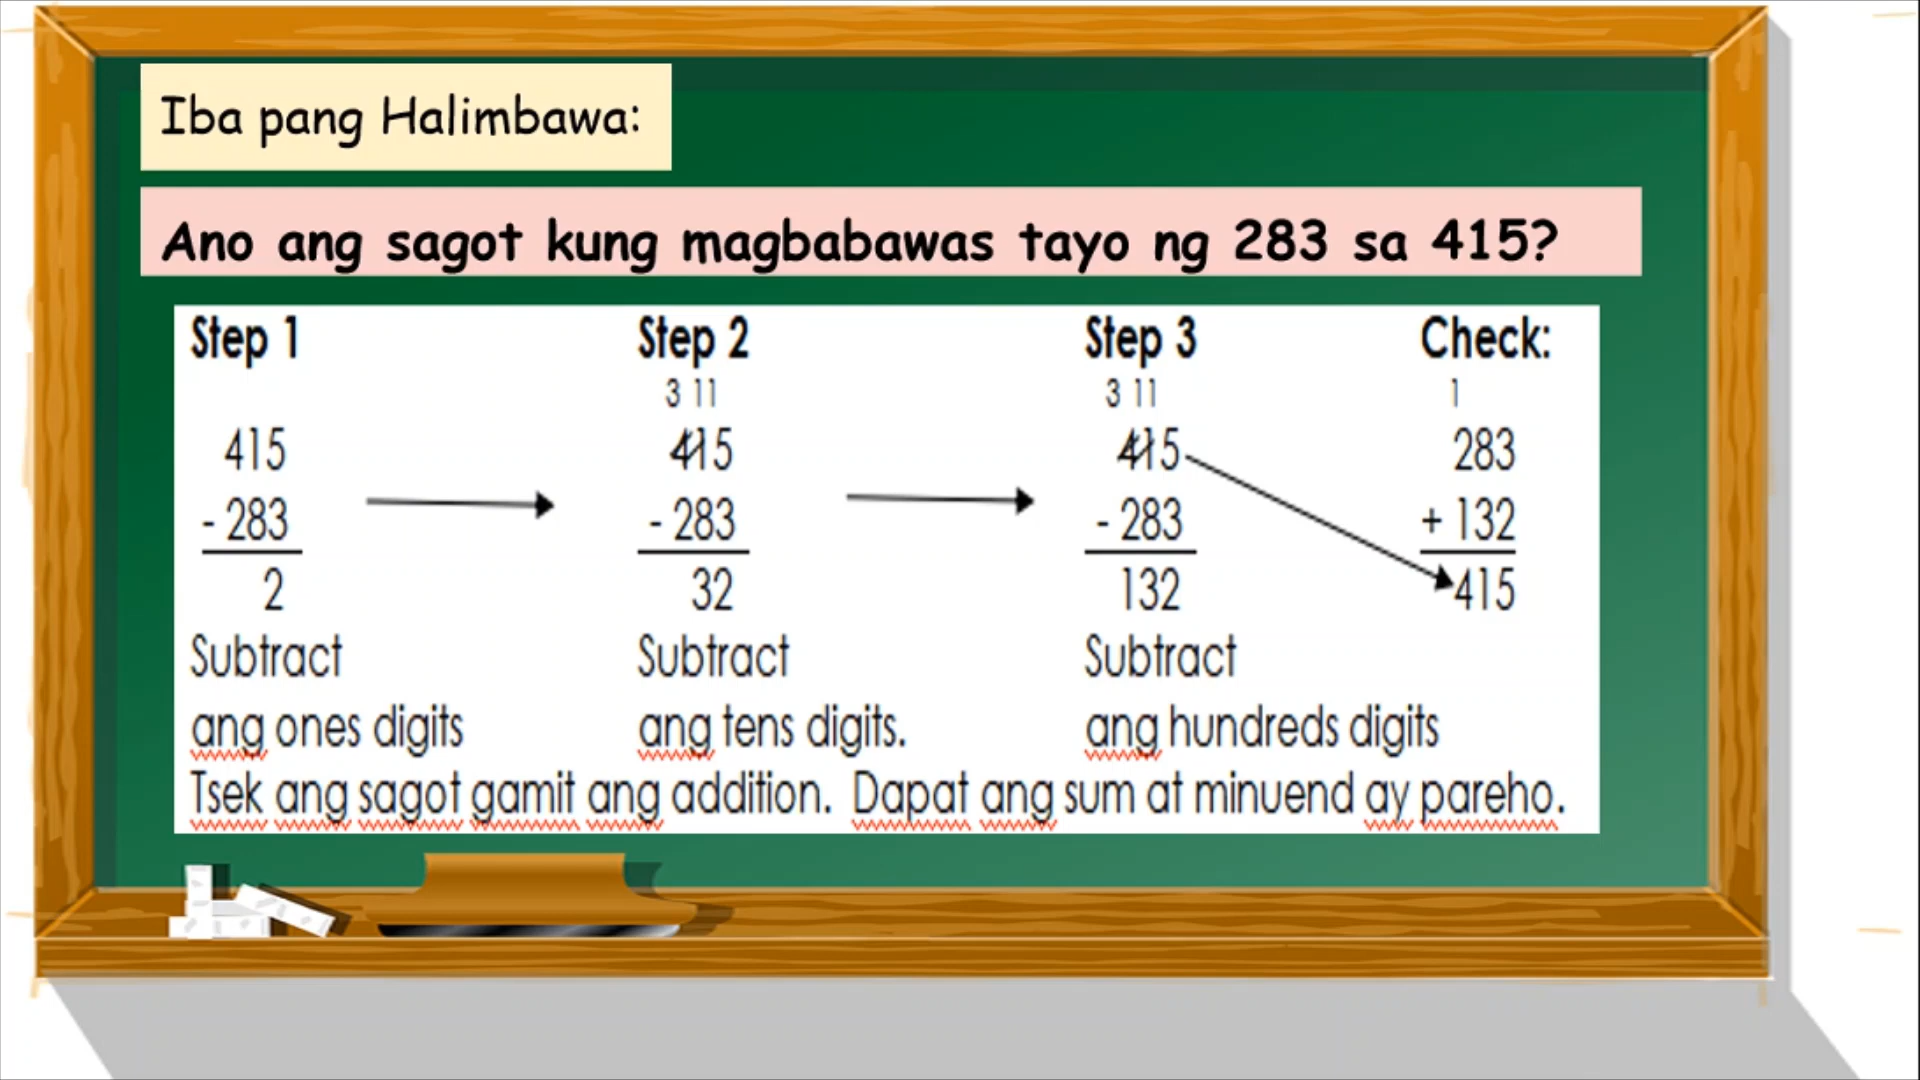 Iba pang Halimbawa:
Ano ang sagot kung magbabawas tayo ng 283 sa 415?
Step 1 Step 2 Step 3 Check:
3 11 3 11 1
415 415 415 283
- 283 - 283 - 283 + 132
2 32 132 415
Subtract Subtract Subtract
ang ones digits ang tens digits. ang hundreds digits
Tsek ang sagot gamit ang addition. Dapat ang sum at minuend ay pareho.